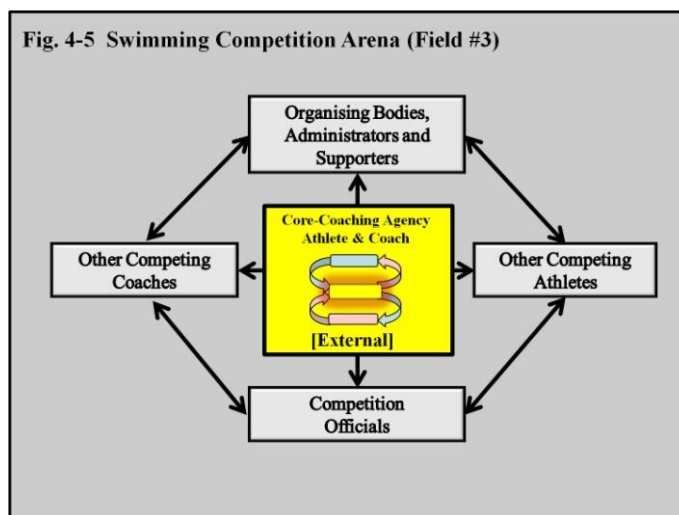 Fig. 4-5 Swimming Competition Arena (Field #3)
Organising Bodies,
Administrators and
Supporters
Core-Coaching Agency
Athlete & Coach
Other Competing
Coaches
Other Competing
Athletes
[External]
Competition
Officials